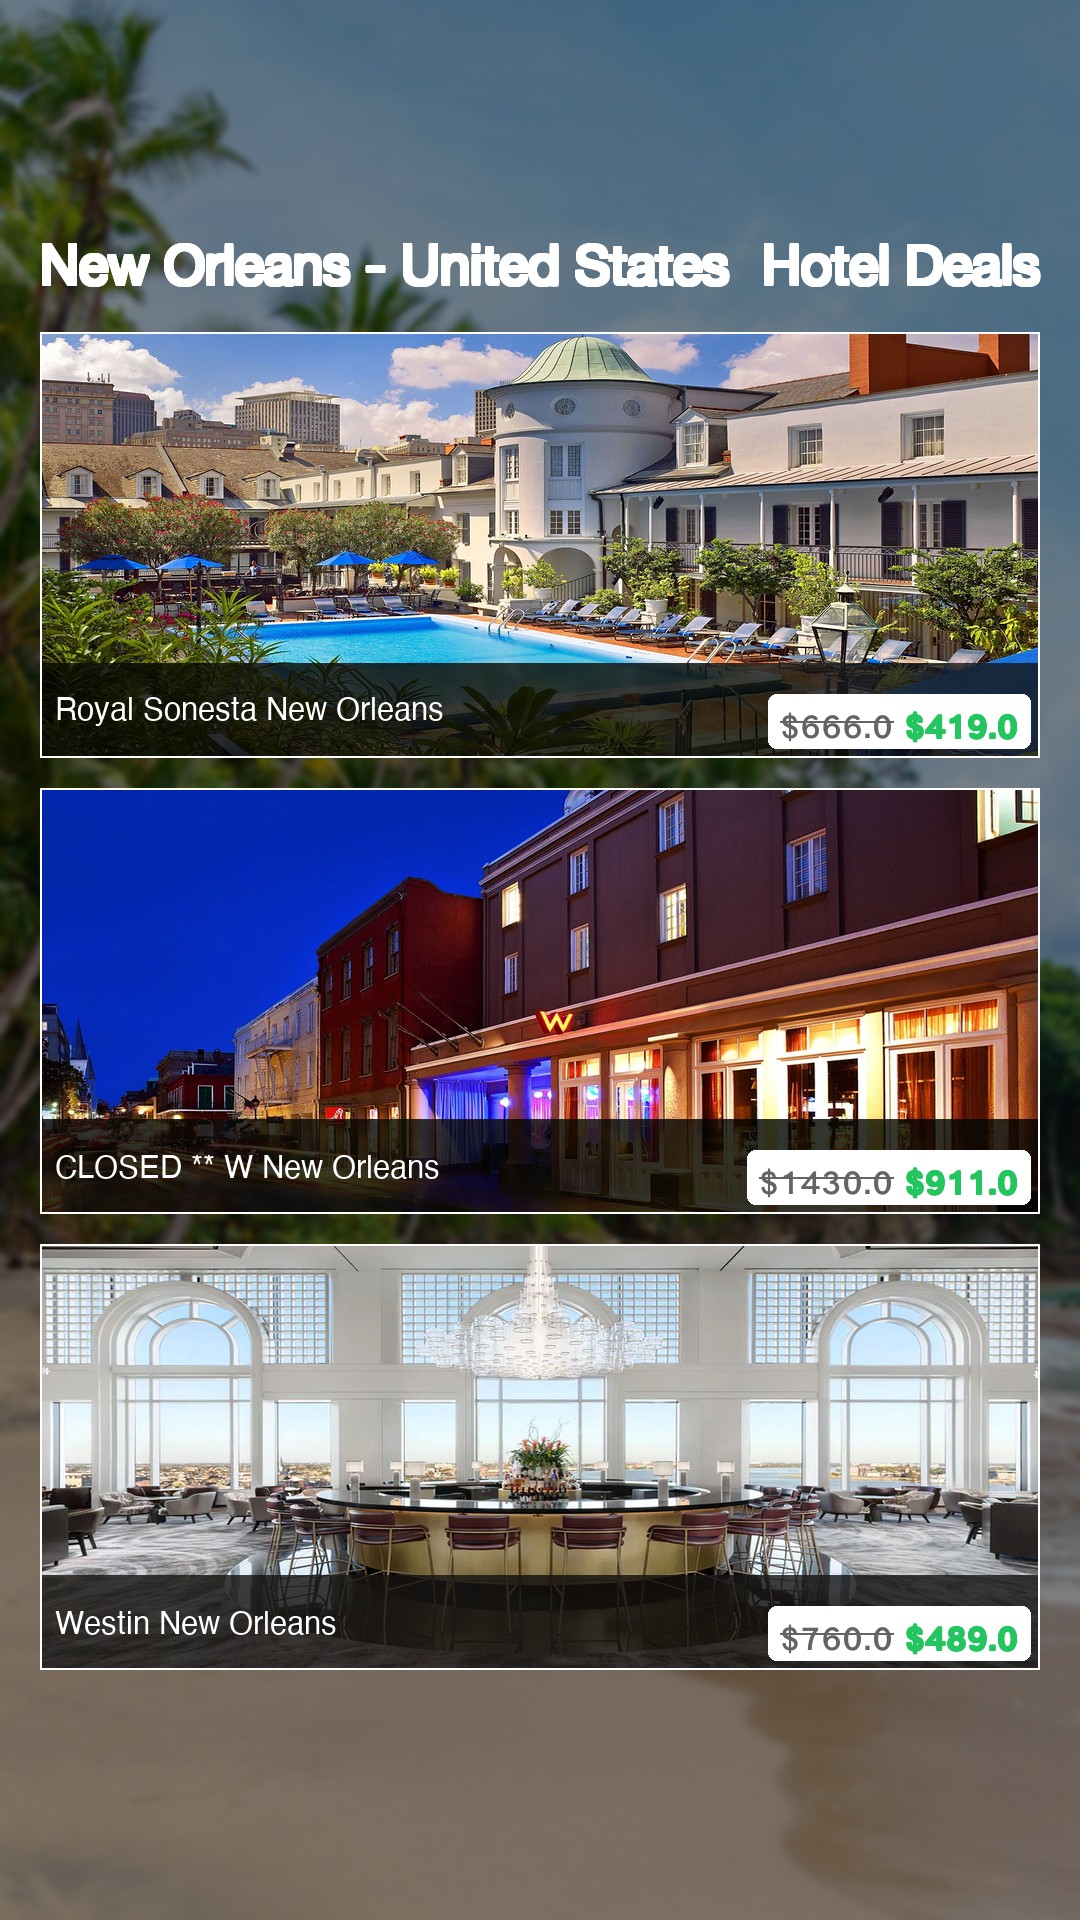 New Orleans - United States  Hotel Deals
Royal Sonesta New Orleans
$666.0 $419.0
W
CLOSED ** W New Orleans
$1430.0 $911.0
Westin New Orleans
$760.0 $489.0